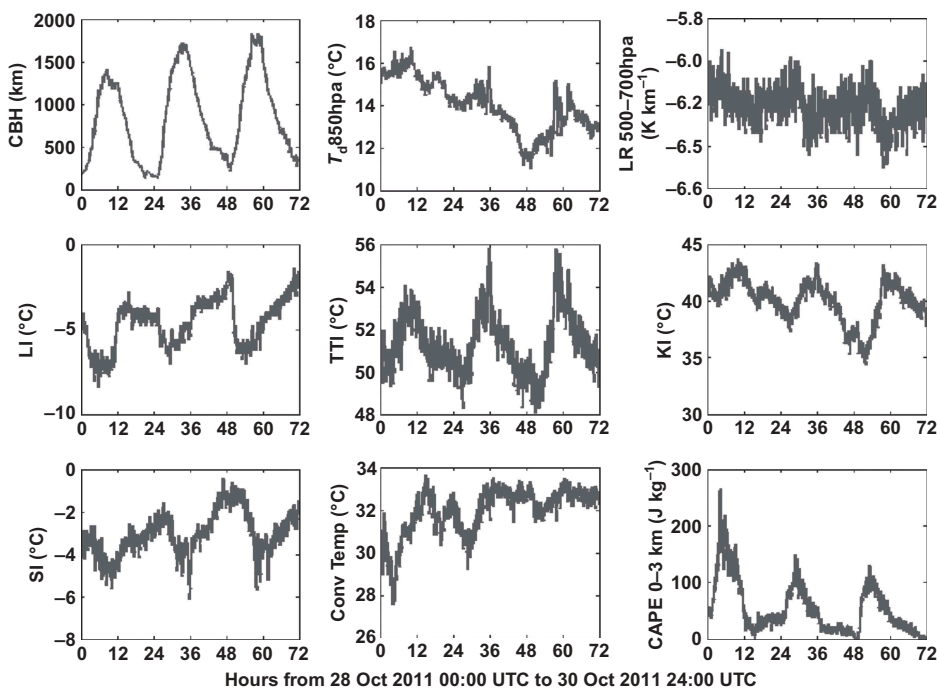 CBH (km)
2000
1500
1000
500
0
0 12 24 36 48 60 72
T_d850hpa (°C)
18
16
14
12
10
0 12 24 36 48 60 72
LR 500–700hpa
(K km⁻¹)
−5.8
−6.0
−6.2
−6.5
−6.6
0 12 24 36 48 60 72
LI (°C)
0
−5
−10
0 12 24 36 48 60 72
TTI (°C)
56
54
52
50
48
0 12 24 36 48 60 72
KI (°C)
45
40
35
30
0 12 24 36 48 60 72
SI (°C)
0
−2
−4
−6
−8
0 12 24 36 48 60 72
Conv Temp (°C)
34
33
32
30
28
26
0 12 24 36 48 60 72
CAPE 0–3 km (J kg⁻¹)
300
200
100
0
0 12 24 36 48 60 72
Hours from 28 Oct 2011 00:00 UTC to 30 Oct 2011 24:00 UTC